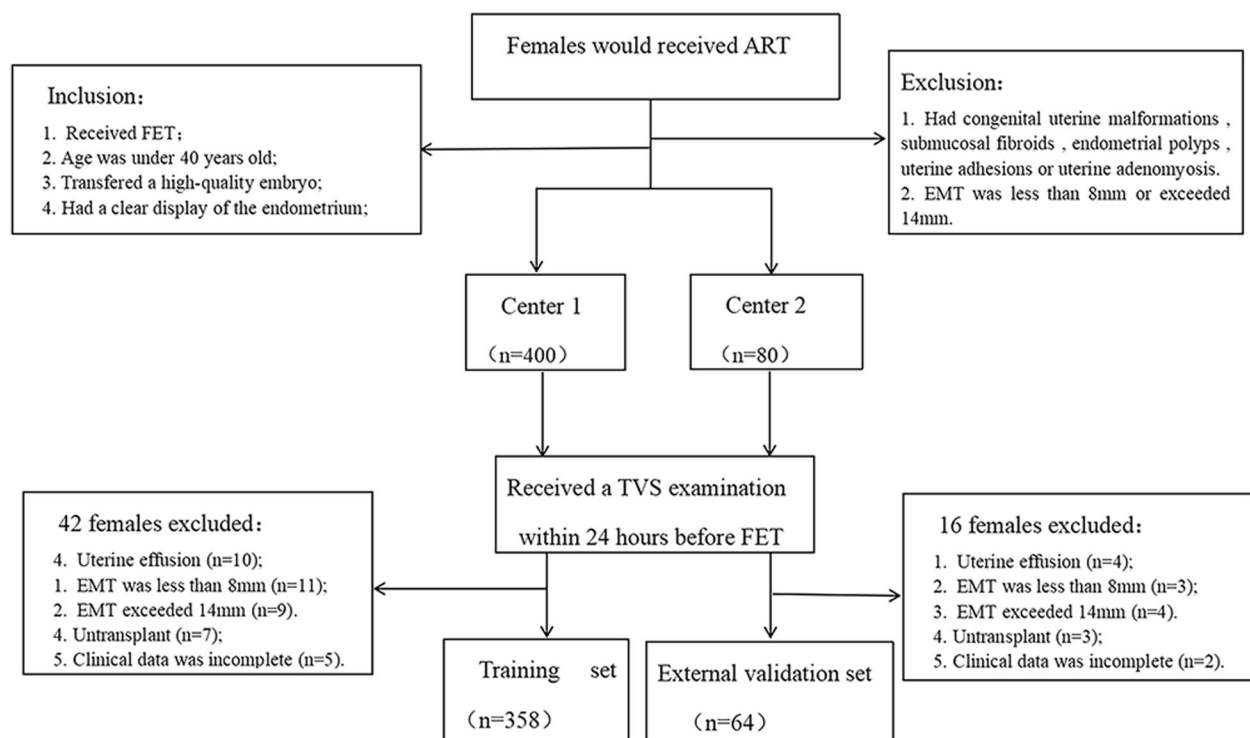 Females would received ART
Inclusion：
1. Received FET；
2. Age was under 40 years old;
3. Transfered a high-quality embryo;
4. Had a clear display of the endometrium;
Exclusion：
1. Had congenital uterine malformations ,
submucosal fibroids , endometrial polyps ,
uterine adhesions or uterine adenomyosis.
2. EMT was less than 8mm or exceeded
14mm.
Center 1
（n=400）
Center 2
（n=80）
Received a TVS examination
within 24 hours before FET
42 females excluded：
4. Uterine effusion (n=10);
1. EMT was less than 8mm (n=11);
2. EMT exceeded 14mm (n=9).
4. Untransplant (n=7);
5. Clinical data was incomplete (n=5).
16 females excluded：
1. Uterine effusion (n=4);
2. EMT was less than 8mm (n=3);
3. EMT exceeded 14mm (n=4).
4. Untransplant (n=3);
5. Clinical data was incomplete (n=2).
Training set
（n=358）
External validation set
（n=64）